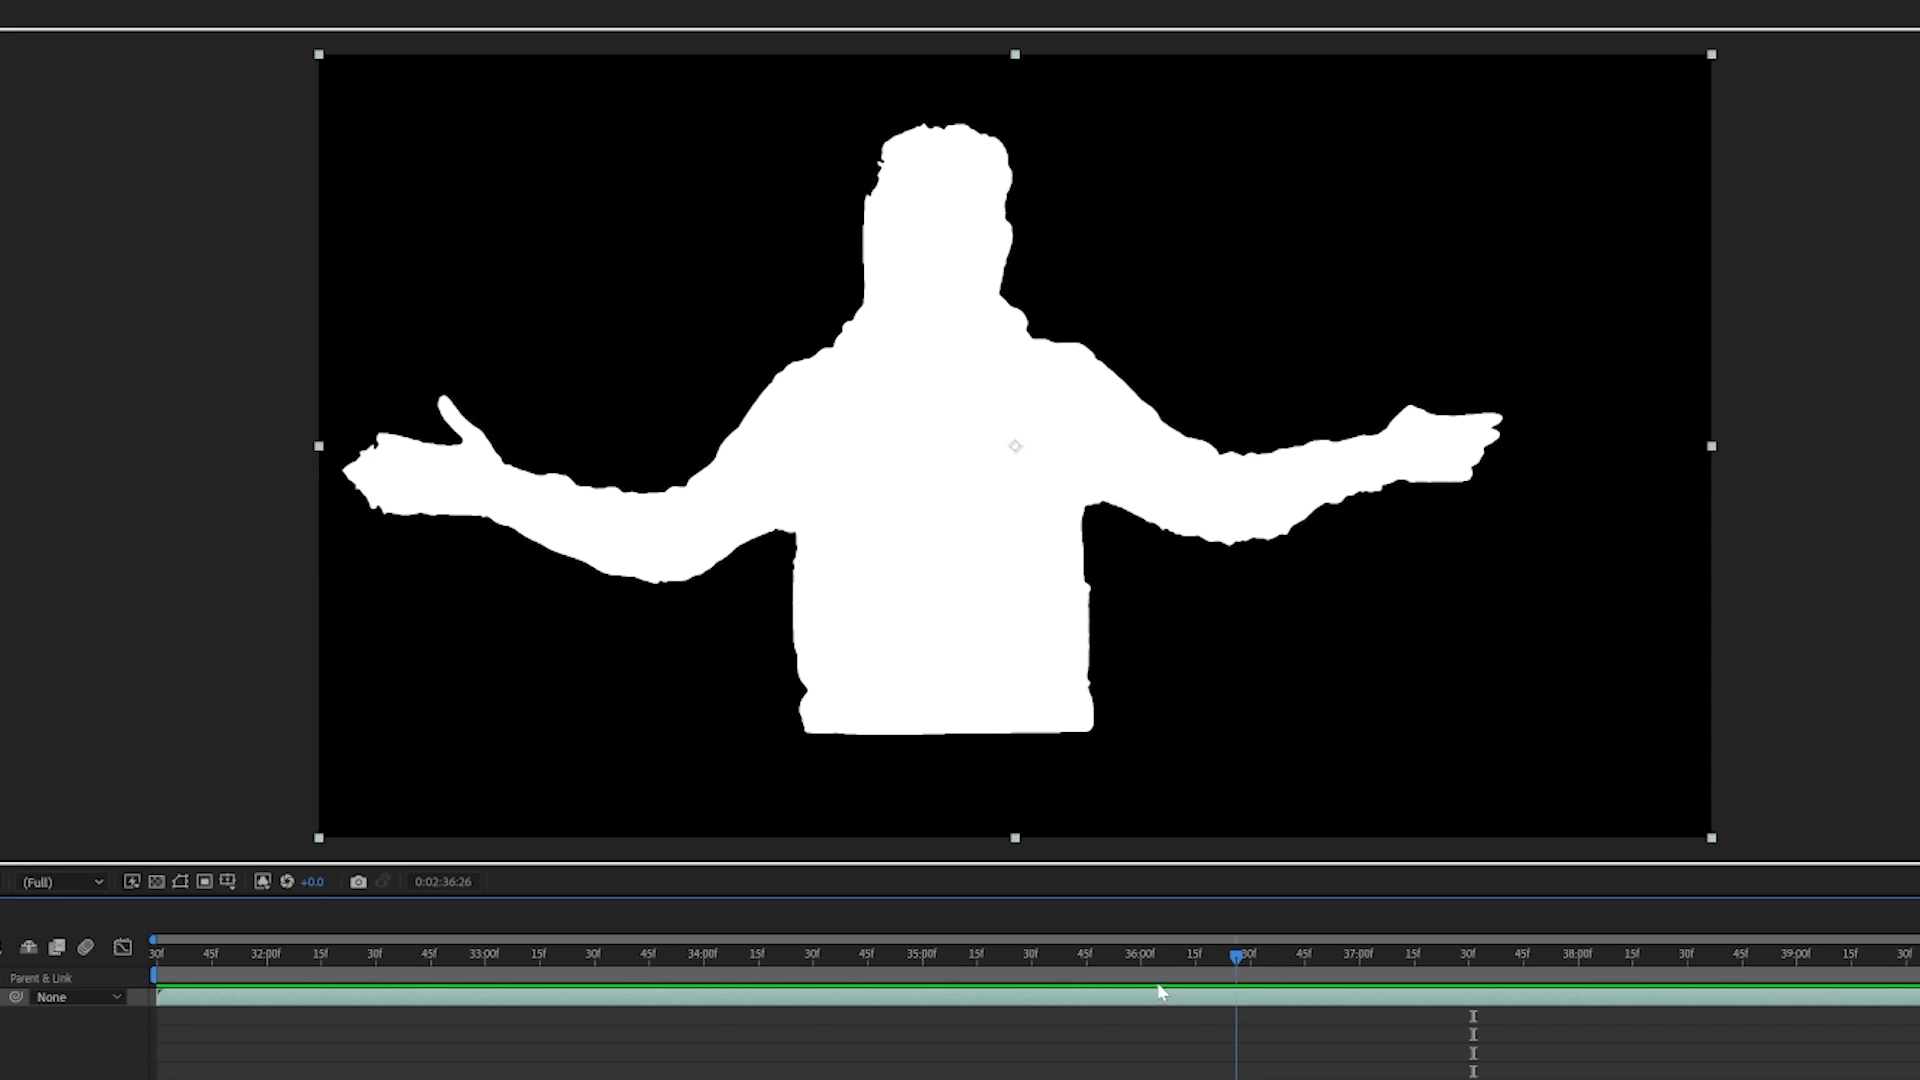 (Full)
+0.0
0:02:36:26
30f 45f 32:00f 15f 30f 45f 33:00f 15f 30f 45f 34:00f 15f 30f 45f 35:00f 15f 30f 45f 36:00f 15f 30f 45f 37:00f 15f 30f 45f 38:00f 15f 30f 45f 39:00f 15f 30f
Parent & Link
None